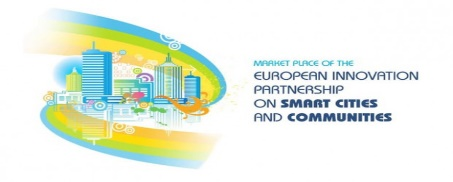 MARKET PLACE OF THE
EUROPEAN INNOVATION
PARTNERSHIP
ON SMART CITIES
AND COMMUNITIES